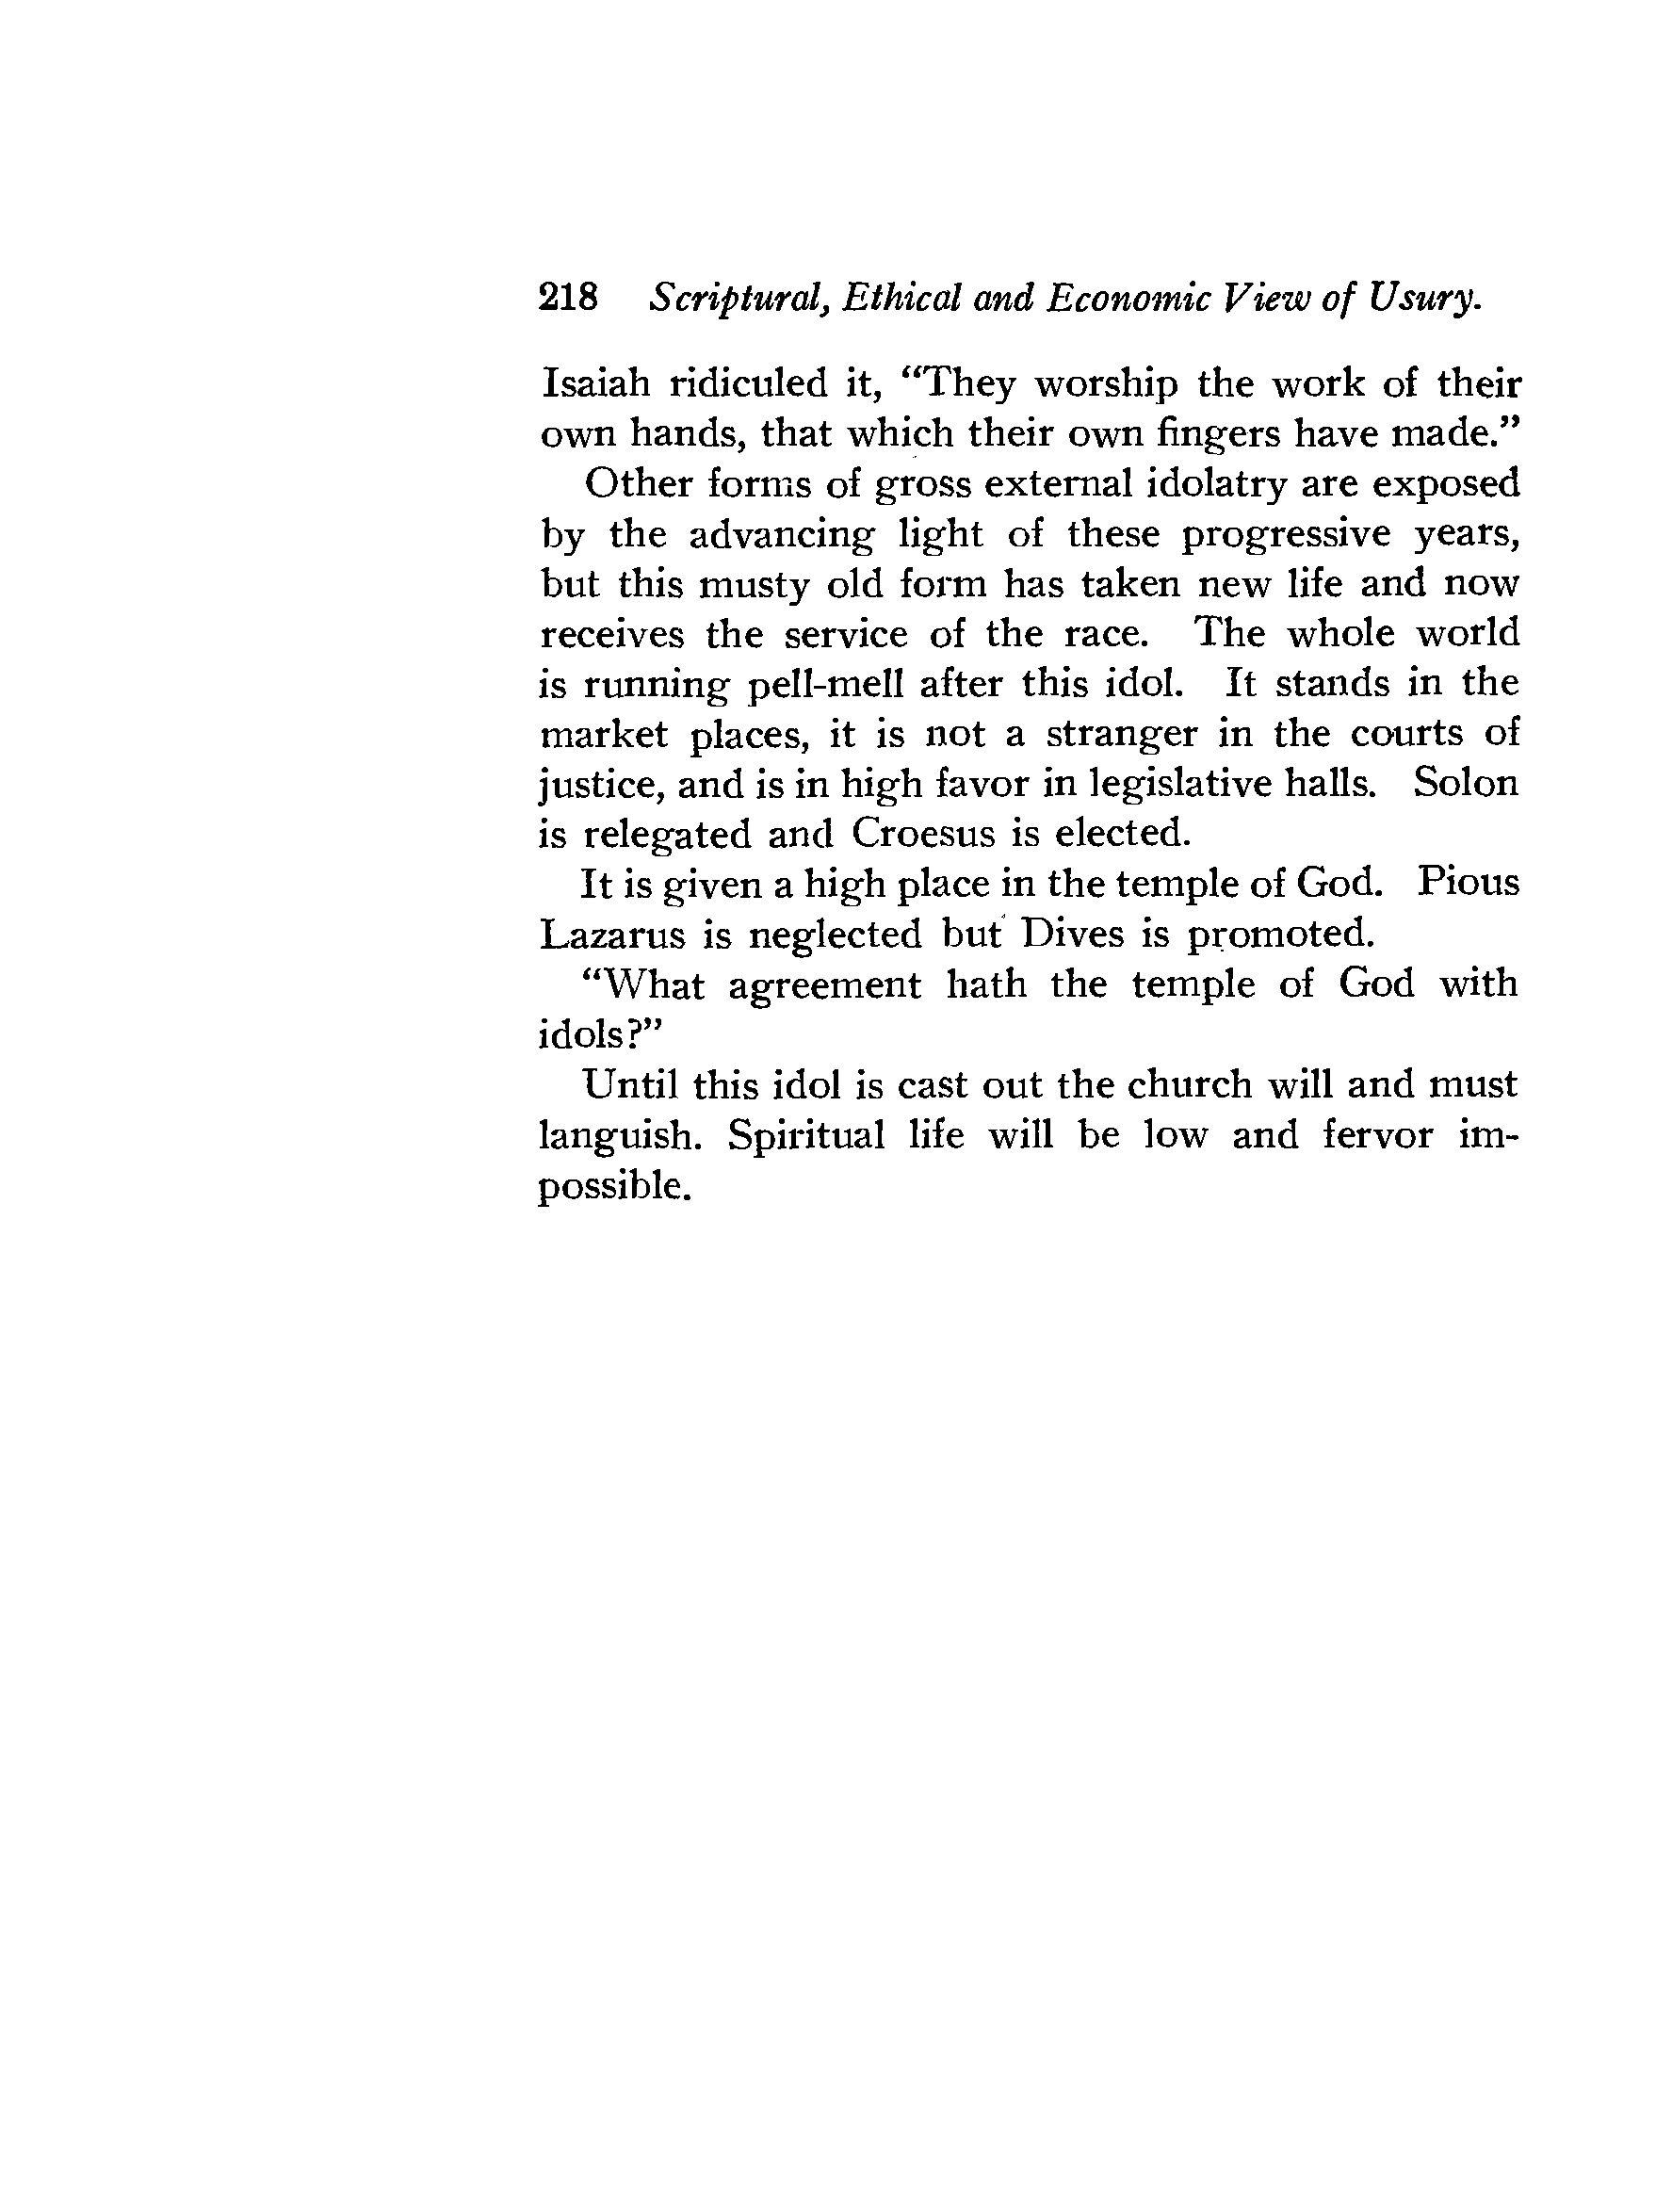 218 Scriptural, Ethical and Economic View of Usury.
Isaiah ridiculed it, “They worship the work of their
own hands, that which their own fingers have made.”
Other forms of gross external idolatry are exposed
by the advancing light of these progressive years,
but this musty old form has taken new life and now
receives the service of the race. The whole world
is running pell-mell after this idol. It stands in the
market places, it is not a stranger in the courts of
justice, and is in high favor in legislative halls. Solon
is relegated and Croesus is elected.
It is given a high place in the temple of God. Pious
Lazarus is neglected but Dives is promoted.
“What agreement hath the temple of God with
idols?”
Until this idol is cast out the church will and must
languish. Spiritual life will be low and fervor im-
possible.